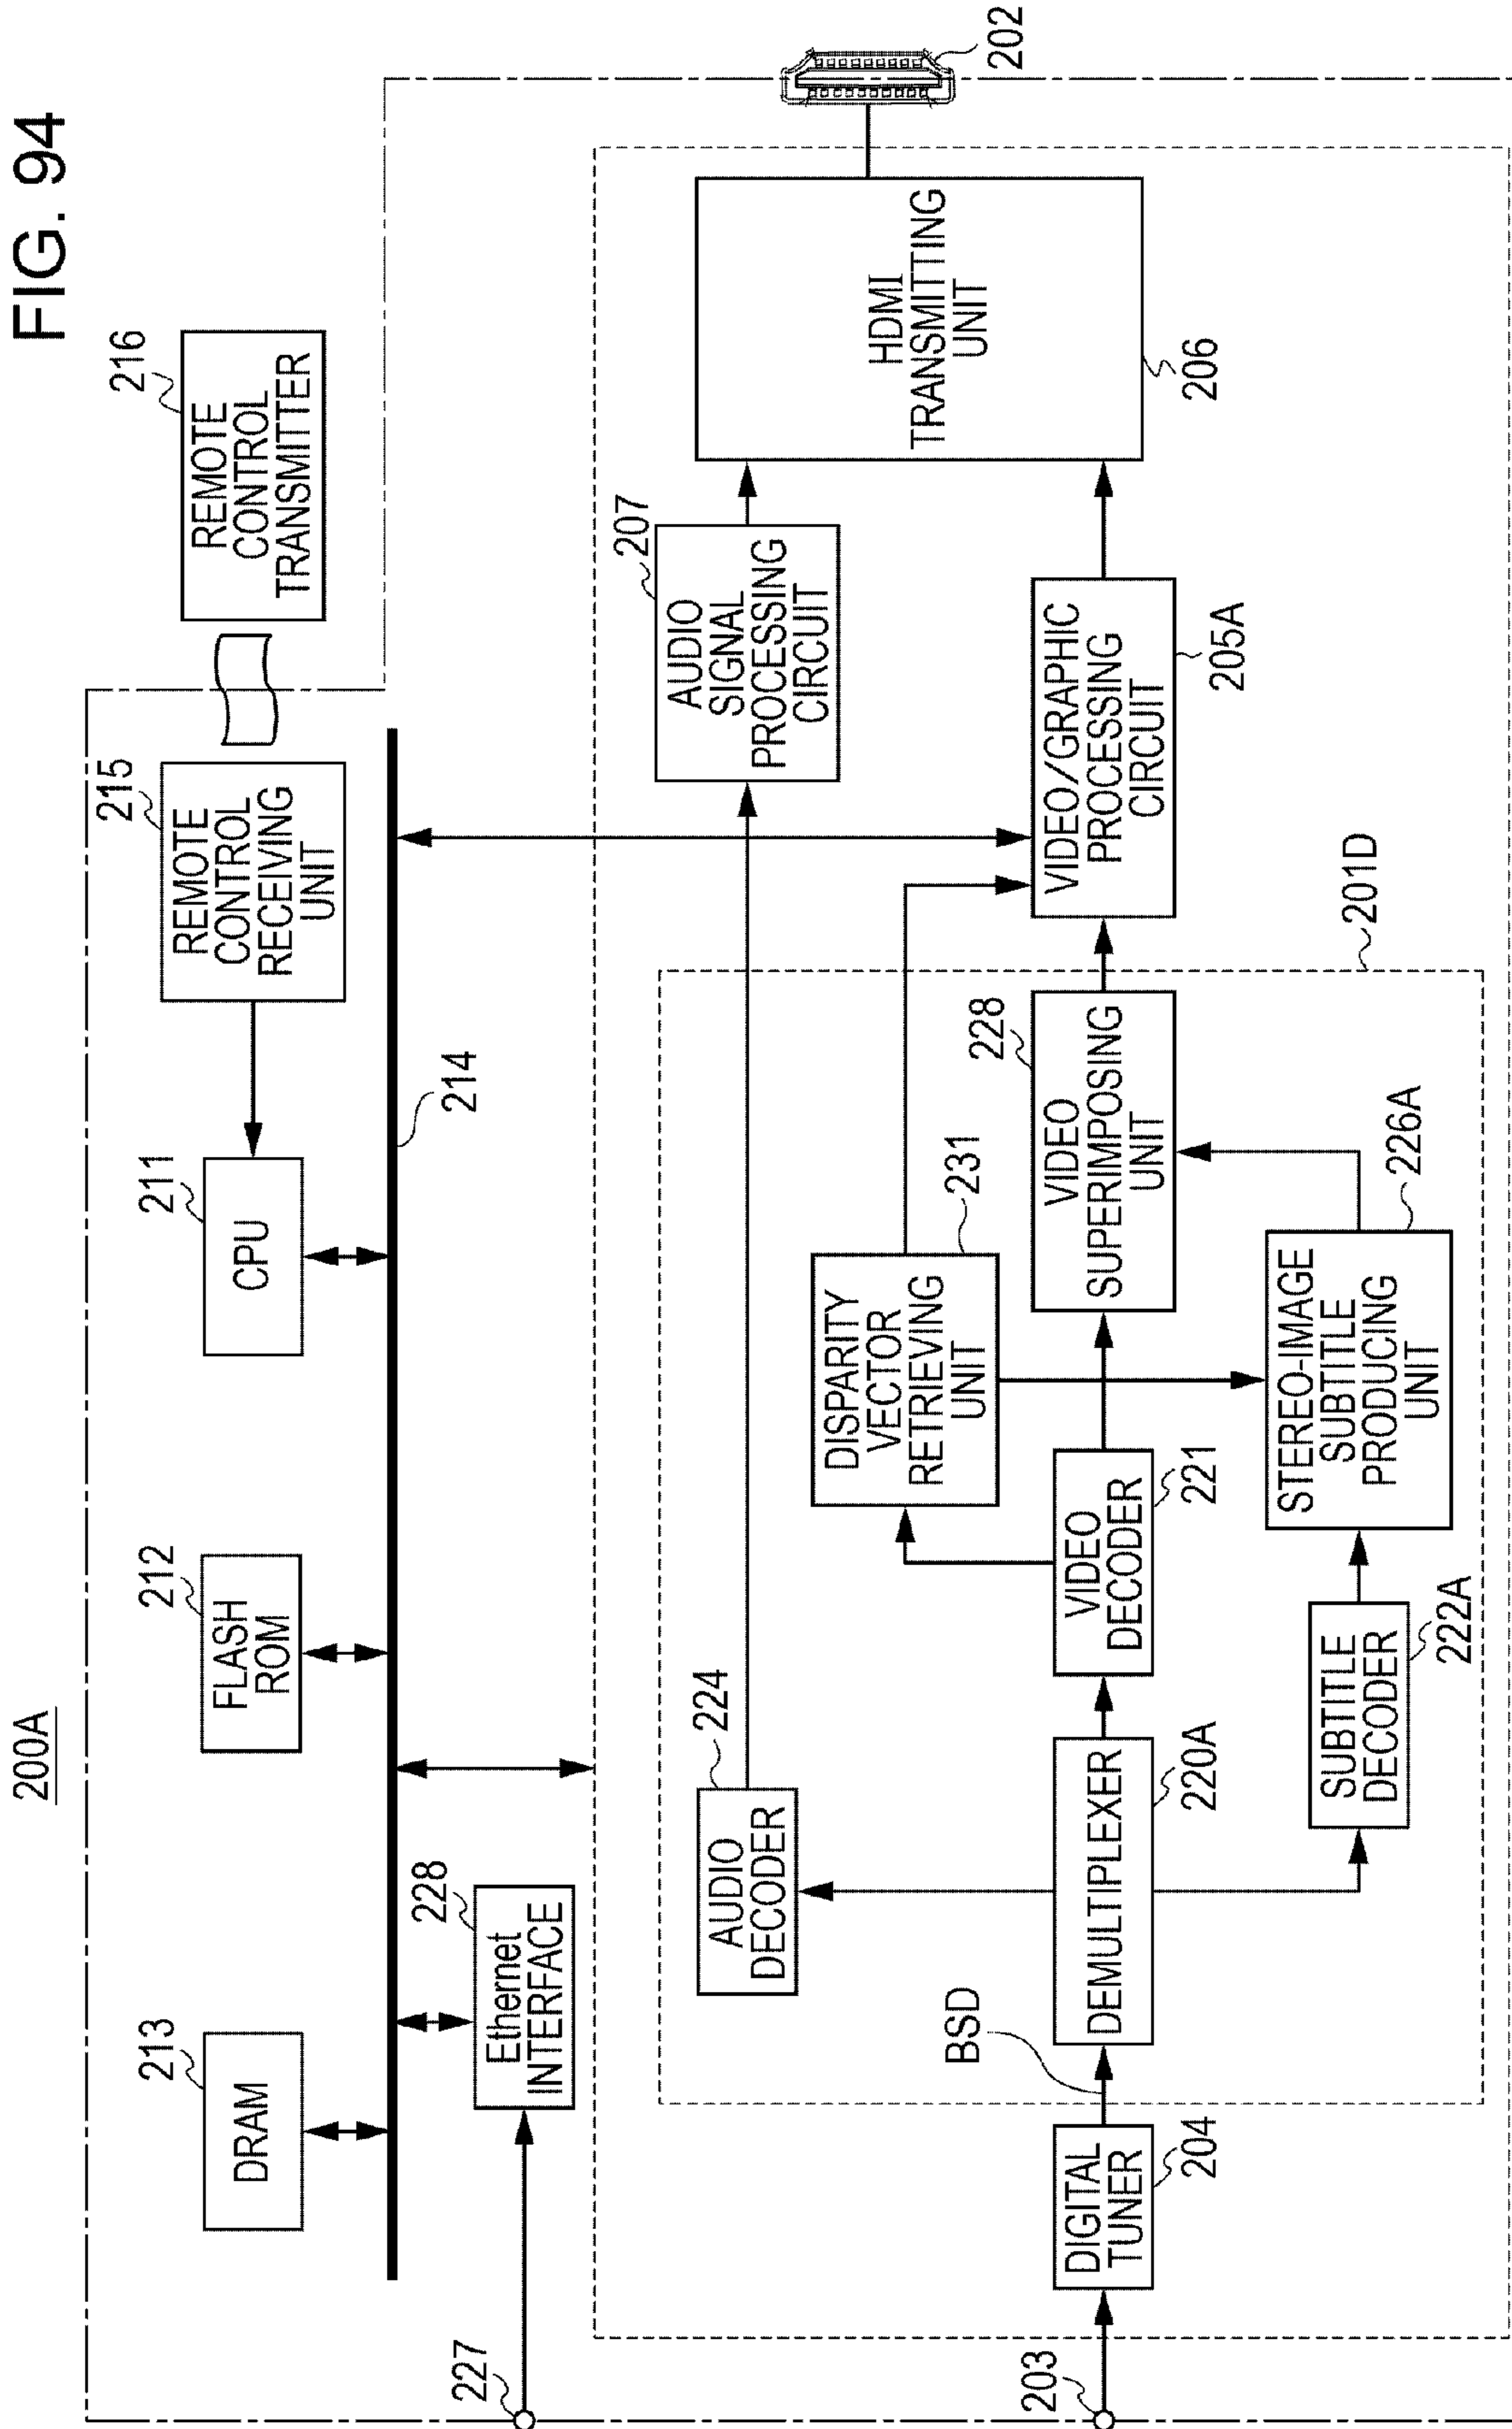 FIG. 94
200A
213
DRAM
212
FLASH
ROM
211
CPU
215
REMOTE
CONTROL
RECEIVING
UNIT
216
REMOTE
CONTROL
TRANSMITTER
214
227
228
Ethernet
INTERFACE
202
207
AUDIO
SIGNAL
PROCESSING
CIRCUIT
HDMI
TRANSMITTING
UNIT
206
224
AUDIO
DECODER
DISPARITY
VECTOR
RETRIEVING
UNIT
231
201D
203
DIGITAL
TUNER
204
BSD
DEMULTIPLEXER
220A
VIDEO
DECODER
221
228
VIDEO
SUPERIMPOSING
UNIT
VIDEO/GRAPHIC
PROCESSING
CIRCUIT
205A
SUBTITLE
DECODER
222A
STEREO-IMAGE
SUBTITLE
PRODUCING
UNIT
226A